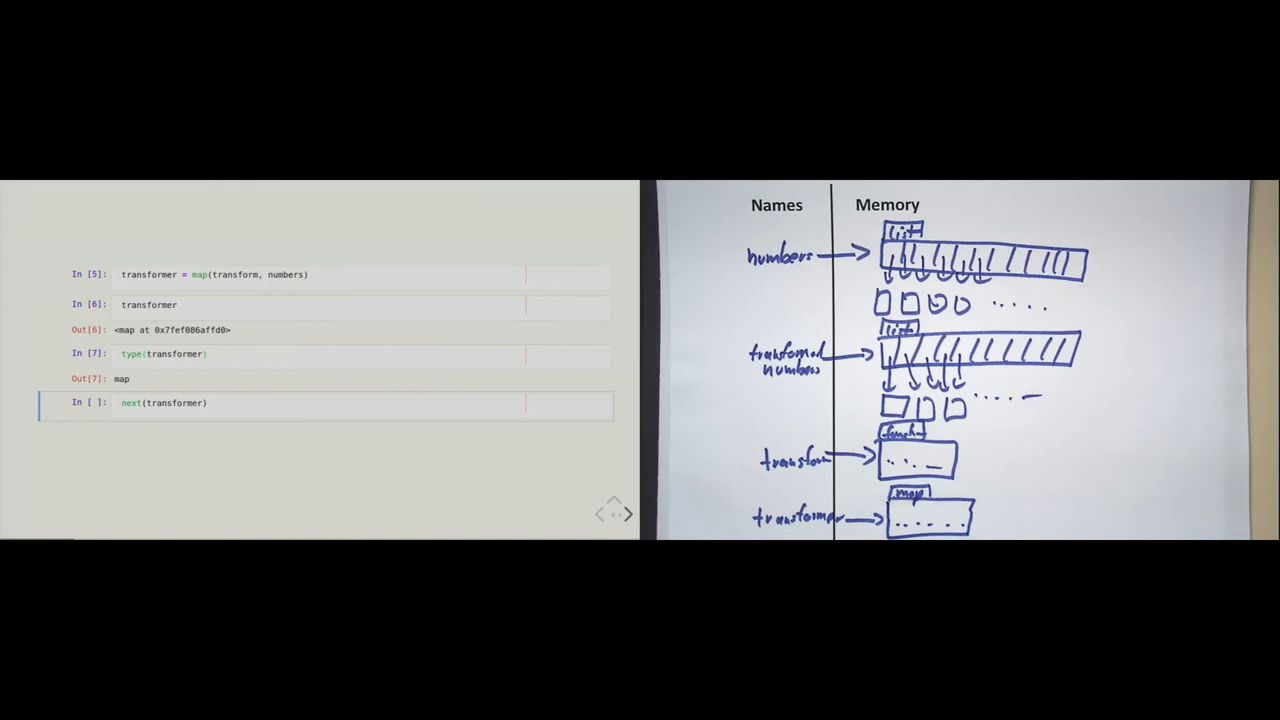 In [5]: transformer = map(transform, numbers)
In [6]: transformer
Out[6]: <map at 0x7fef086affd0>
In [7]: type(transformer)
Out[7]: map
In [ ]: next(transformer)
Names
Memory
list
numbers
list
transformed
numbers
transform
map
transformer